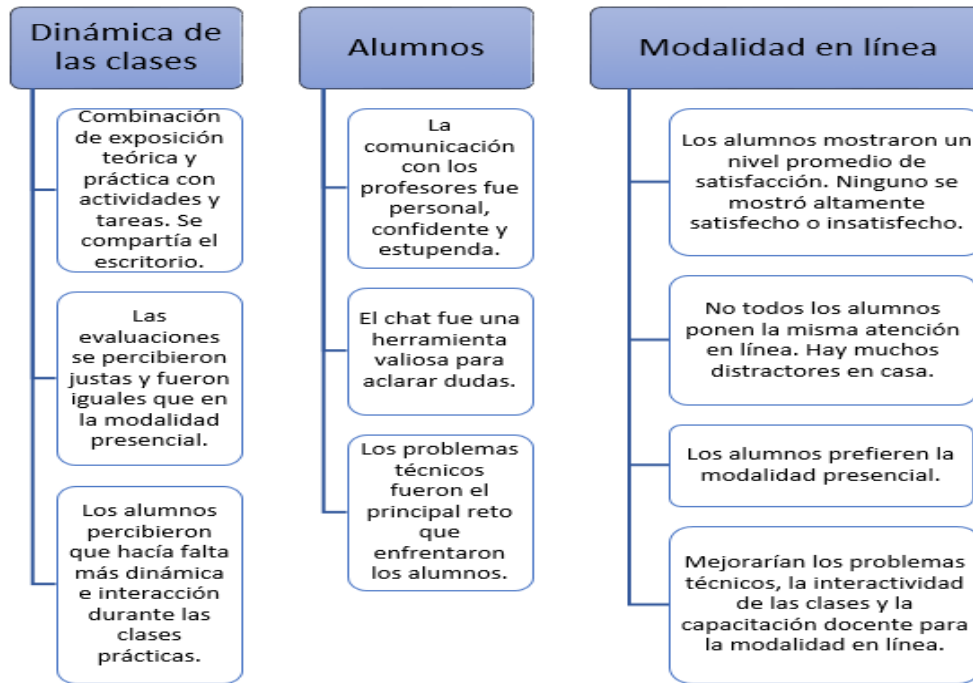 Dinámica de
las clases
Combinación
de exposición
teórica y
práctica con
actividades y
tareas. Se
compartía el
escritorio.
Las
evaluaciones
se percibieron
justas y fueron
iguales que en
la modalidad
presencial.
Los alumnos
percibieron
que hacía falta
más dinámica
e interacción
durante las
clases
prácticas.
Alumnos
La
comunicación
con los
profesores fue
personal,
confidente y
estupenda.
El chat fue una
herramienta
valiosa para
aclarar dudas.
Los problemas
técnicos
fueron el
principal reto
que
enfrentaron
los alumnos.
Modalidad en línea
Los alumnos mostraron un
nivel promedio de
satisfacción. Ninguno se
mostró altamente
satisfecho o insatisfecho.
No todos los alumnos
ponen la misma atención
en línea. Hay muchos
distractores en casa.
Los alumnos prefieren la
modalidad presencial.
Mejorarían los problemas
técnicos, la interactividad
de las clases y la
capacitación docente para
la modalidad en línea.